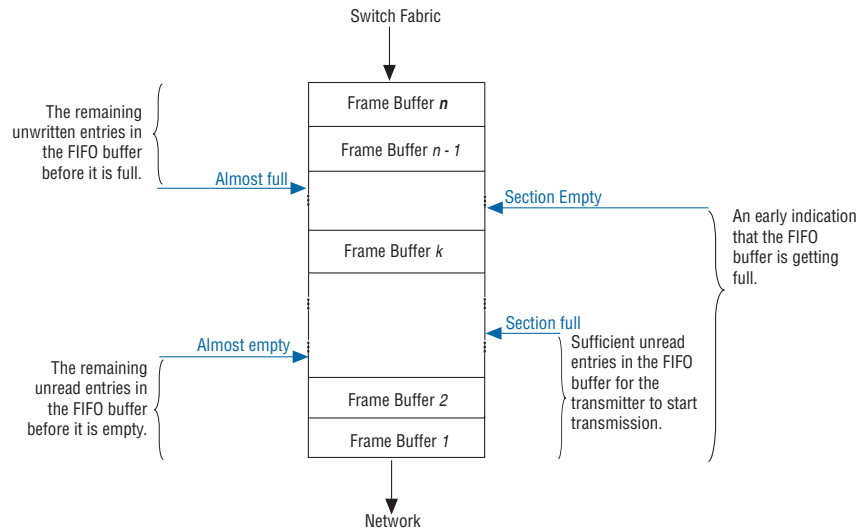 Switch Fabric
Frame Buffer n
The remaining
unwritten entries in
the FIFO buffer
before it is full.
Frame Buffer n - 1
Almost full
Section Empty
An early indication
that the FIFO
buffer is getting
full.
Frame Buffer k
Section full
Almost empty
Sufficient unread
entries in the FIFO
buffer for the
transmitter to start
transmission.
The remaining
unread entries in
the FIFO buffer
before it is empty.
Frame Buffer 2
Frame Buffer 1
Network